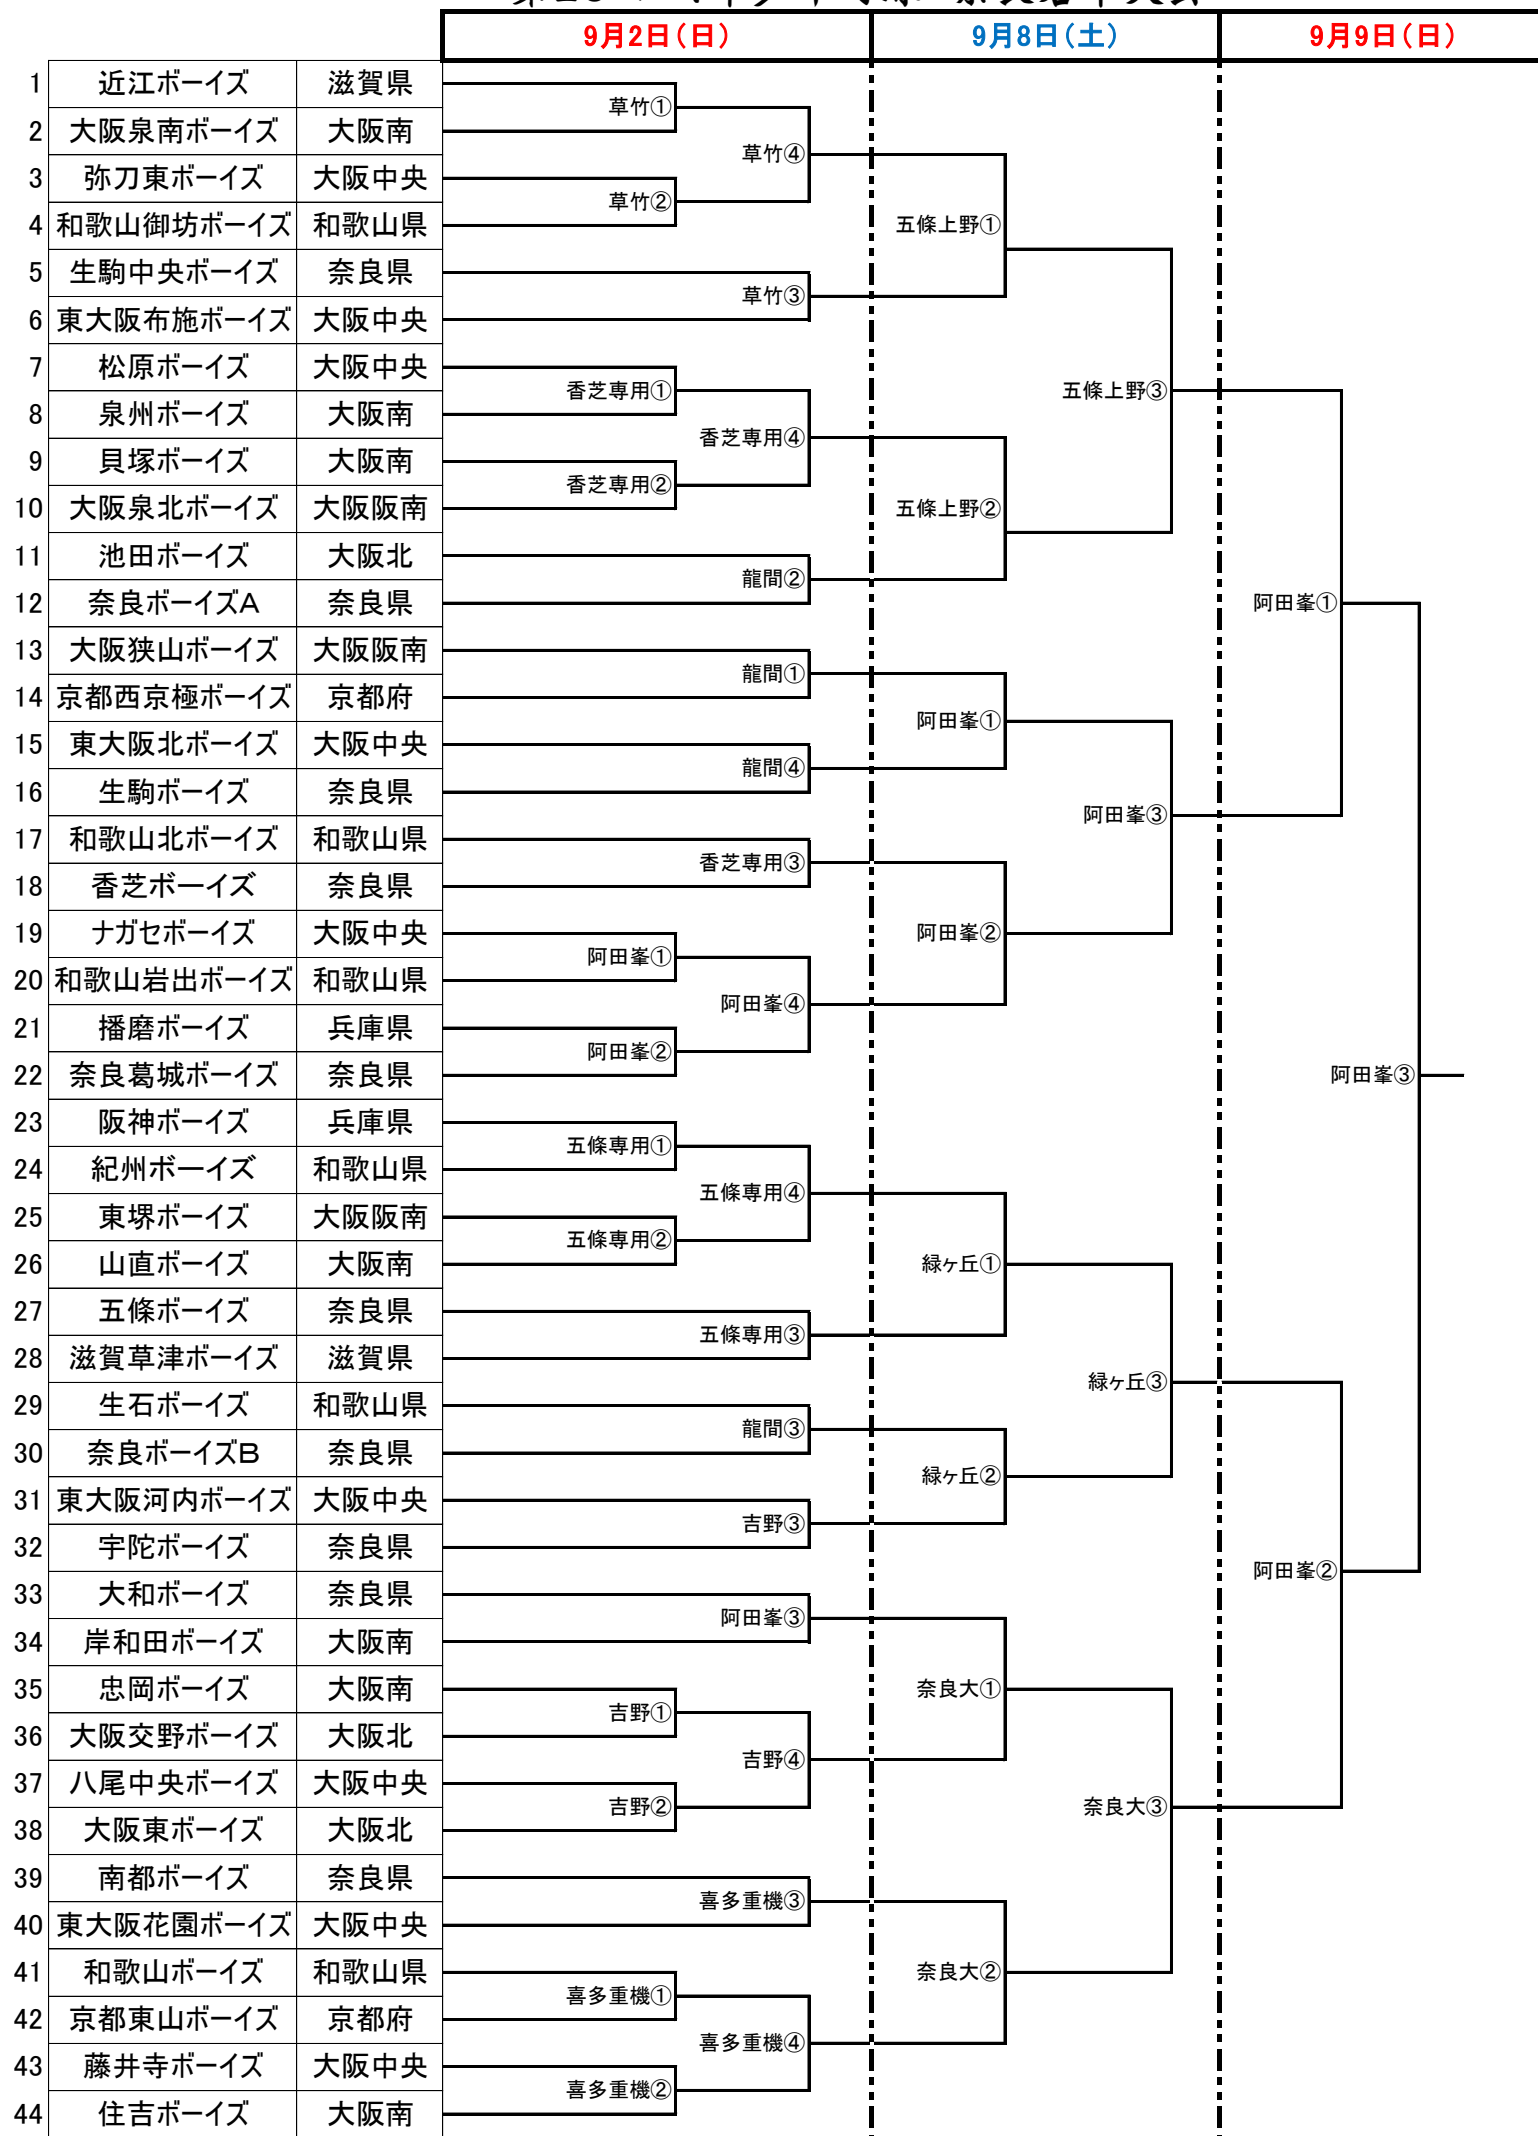 9月2日(日) 9月8日(土) 9月9日(日)
1 近江ボーイズ 滋賀県
草竹①
2 大阪泉南ボーイズ 大阪南
草竹④
3 弥刀東ボーイズ 大阪中央
草竹②
4 和歌山御坊ボーイズ 和歌山県 五條上野①
5 生駒中央ボーイズ 奈良県
草竹③
6 東大阪布施ボーイズ 大阪中央
7 松原ボーイズ 大阪中央
香芝専用① 五條上野③
8 泉州ボーイズ 大阪南
香芝専用④
9 貝塚ボーイズ 大阪南
香芝専用②
10 大阪泉北ボーイズ 大阪阪南 五條上野②
11 池田ボーイズ 大阪北
龍間②
12 奈良ボーイズA 奈良県 阿田峯①
13 大阪狭山ボーイズ 大阪阪南
龍間①
14 京都西京極ボーイズ 京都府
阿田峯①
15 東大阪北ボーイズ 大阪中央
龍間④
16 生駒ボーイズ 奈良県
阿田峯③
17 和歌山北ボーイズ 和歌山県
香芝専用③
18 香芝ボーイズ 奈良県
19 ナガセボーイズ 大阪中央 阿田峯②
阿田峯①
20 和歌山岩出ボーイズ 和歌山県
阿田峯④
21 播磨ボーイズ 兵庫県
阿田峯②
22 奈良葛城ボーイズ 奈良県 阿田峯③
23 阪神ボーイズ 兵庫県
五條専用①
24 紀州ボーイズ 和歌山県
五條専用④
25 東堺ボーイズ 大阪阪南
五條専用②
26 山直ボーイズ 大阪南 緑ヶ丘①
27 五條ボーイズ 奈良県
五條専用③
28 滋賀草津ボーイズ 滋賀県
緑ヶ丘③
29 生石ボーイズ 和歌山県
龍間③
30 奈良ボーイズB 奈良県
緑ヶ丘②
31 東大阪河内ボーイズ 大阪中央
吉野③
32 宇陀ボーイズ 奈良県
阿田峯②
33 大和ボーイズ 奈良県
阿田峯③
34 岸和田ボーイズ 大阪南
35 忠岡ボーイズ 大阪南 奈良大①
吉野①
36 大阪交野ボーイズ 大阪北
吉野④
37 八尾中央ボーイズ 大阪中央
吉野② 奈良大③
38 大阪東ボーイズ 大阪北
39 南都ボーイズ 奈良県
喜多重機③
40 東大阪花園ボーイズ 大阪中央
41 和歌山ボーイズ 和歌山県 奈良大②
喜多重機①
42 京都東山ボーイズ 京都府
喜多重機④
43 藤井寺ボーイズ 大阪中央
喜多重機②
44 住吉ボーイズ 大阪南